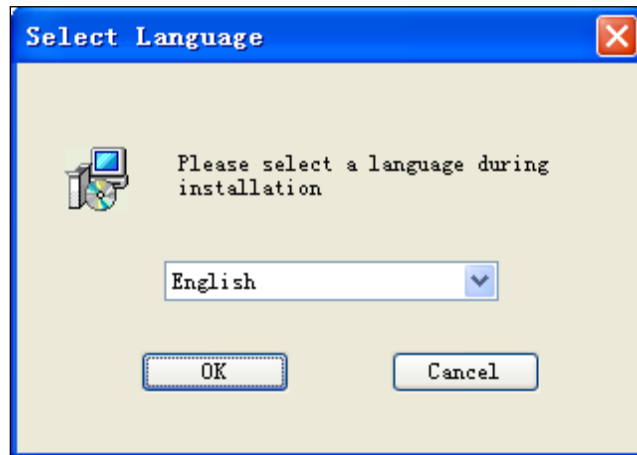 Select Language
Please select a language during
installation
English
OK
Cancel